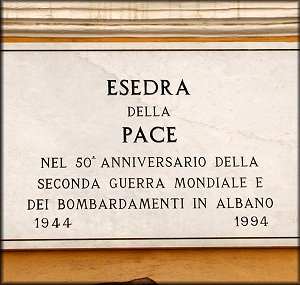 ESEDRA
DELLA
PACE
NEL 50° ANNIVERSARIO DELLA
SECONDA GUERRA MONDIALE E
DEI BOMBARDAMENTI IN ALBANO
1944 1994